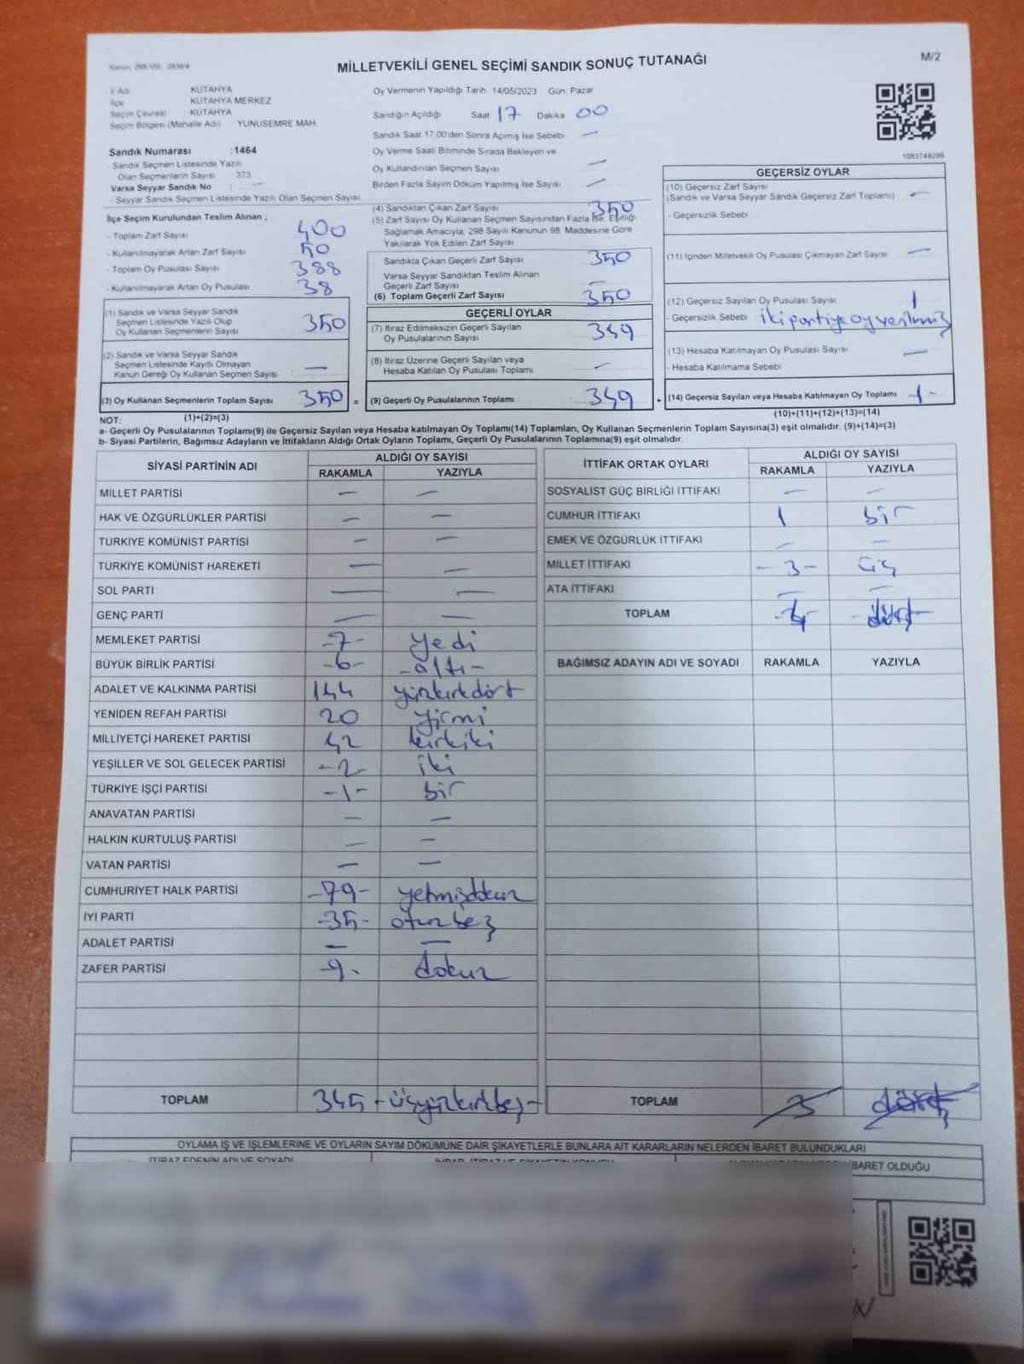 MİLLETVEKİLİ GENEL SEÇİMİ SANDIK SONUÇ TUTANAĞI
M/2
İl Adı KÜTAHYA
İlçe KÜTAHYA MERKEZ
Seçim Çevresi KÜTAHYA
Seçim Bölgesi (Mahalle Adı) YUNUSEMRE MAH.
Sandık Numarası :1464
Sandık Seçmen Listesinde Yazılı
Olan Seçmenlerin Sayısı 373
Varsa Seyyar Sandık No
Seyyar Sandık Seçmen Listesinde Yazılı Olan Seçmen Sayısı
İlçe Seçim Kurulundan Teslim Alınan ;
- Toplam Zarf Sayısı 400
- Kullanılmayarak Artan Zarf Sayısı 50
- Toplam Oy Pusulası Sayısı 388
- Kullanılmayarak Artan Oy Pusulası 38
(1) Sandık ve Varsa Seyyar Sandık
Seçmen Listesinde Yazılı Olup
Oy Kullanan Seçmenlerin Sayısı 350
(2) Sandık ve Varsa Seyyar Sandık
Seçmen Listesinde Kayıtlı Olmayan
Kanun Gereği Oy Kullanan Seçmen Sayısı —
(3) Oy Kullanan Seçmenlerin Toplam Sayısı 350 =
Oy Vermenin Yapıldığı Tarih 14/05/2023 Gün: Pazar
Sandığın Açıldığı Saat 17 Dakika 00
Sandık Saat 17:00'den Sonra Açılmış İse Sebebi —
Oy Verme Saati Bitiminde Sırada Bekleyen ve
Oy Kullandırılan Seçmen Sayısı —
Birden Fazla Sayım Döküm Yapılmış İse Sayısı —
(4) Sandıktan Çıkan Zarf Sayısı 350
(5) Zarf Sayısı Oy Kullanan Seçmen Sayısından Fazla İse, Eşitliği
Sağlamak Amacıyla, 298 Sayılı Kanunun 98. Maddesine Göre
Yakılarak Yok Edilen Zarf Sayısı
Sandıkta Çıkan Geçerli Zarf Sayısı 350
Varsa Seyyar Sandıktan Teslim Alınan
Geçerli Zarf Sayısı —
(6) Toplam Geçerli Zarf Sayısı 350
GEÇERLİ OYLAR
(7) İtiraz Edilmeksizin Geçerli Sayılan
Oy Pusulalarının Sayısı 349
(8) İtiraz Üzerine Geçerli Sayılan veya
Hesaba Katılan Oy Pusulası Toplamı —
(9) Geçerli Oy Pusulalarının Toplamı 349 +
1083749299
GEÇERSİZ OYLAR
(10) Geçersiz Zarf Sayısı
(Sandık ve Varsa Seyyar Sandık Geçersiz Zarf Toplamı) —
- Geçersizlik Sebebi
(11) İçinden Milletvekili Oy Pusulası Çıkmayan Zarf Sayısı —
(12) Geçersiz Sayılan Oy Pusulası Sayısı 1
- Geçersizlik Sebebi iki partiye oy verilmiş
(13) Hesaba Katılmayan Oy Pusulası Sayısı —
- Hesaba Katılmama Sebebi
(14) Geçersiz Sayılan veya Hesaba Katılmayan Oy Toplamı 1-
NOT: (1)+(2)=(3)
(10)+(11)+(12)+(13)=(14)
a- Geçerli Oy Pusulalarının Toplamı(9) ile Geçersiz Sayılan veya Hesaba Katılmayan Oy Toplamı(14) Toplamları, Oy Kullanan Seçmenlerin Toplam Sayısına(3) eşit olmalıdır. (9)+(14)=(3)
b- Siyasi Partilerin, Bağımsız Adayların ve İttifakların Aldığı Ortak Oyların Toplamı, Geçerli Oy Pusulalarının Toplamına(9) eşit olmalıdır.
SİYASİ PARTİNİN ADI
ALDIĞI OY SAYISI
RAKAMLA YAZIYLA
MİLLET PARTİSİ — —
HAK VE ÖZGÜRLÜKLER PARTİSİ — —
TÜRKİYE KOMÜNİST PARTİSİ — —
TÜRKİYE KOMÜNİST HAREKETİ — —
SOL PARTİ — —
GENÇ PARTİ — —
MEMLEKET PARTİSİ -7- yedi
BÜYÜK BİRLİK PARTİSİ -6- -altı-
ADALET VE KALKINMA PARTİSİ 144 yüzkırkdört
YENİDEN REFAH PARTİSİ 20 yirmi
MİLLİYETÇİ HAREKET PARTİSİ 42 kırkiki
YEŞİLLER VE SOL GELECEK PARTİSİ -2- iki
TÜRKİYE İŞÇİ PARTİSİ -1- bir
ANAVATAN PARTİSİ — —
HALKIN KURTULUŞ PARTİSİ — —
VATAN PARTİSİ — —
CUMHURİYET HALK PARTİSİ -79- yetmişdokuz
İYİ PARTİ -35- otuzbeş
ADALET PARTİSİ — —
ZAFER PARTİSİ -9- dokuz
TOPLAM 345 - üçyüzkırkbeş-
İTTİFAK ORTAK OYLARI
ALDIĞI OY SAYISI
RAKAMLA YAZIYLA
SOSYALİST GÜÇ BİRLİĞİ İTTİFAKI — —
CUMHUR İTTİFAKI 1 bir
EMEK VE ÖZGÜRLÜK İTTİFAKI — —
MİLLET İTTİFAKI -3- üç
ATA İTTİFAKI — —
TOPLAM 4 dört
BAĞIMSIZ ADAYIN ADI VE SOYADI RAKAMLA YAZIYLA
TOPLAM
OYLAMA İŞ VE İŞLEMLERİNE VE OYLARIN SAYIM DÖKÜMÜNE DAİR ŞİKAYETLERLE BUNLARA AİT KARARLARIN NELERDEN İBARET BULUNDUKLARI
İTİRAZ EDENİN ADI VE SOYADI
İBARET OLDUĞU